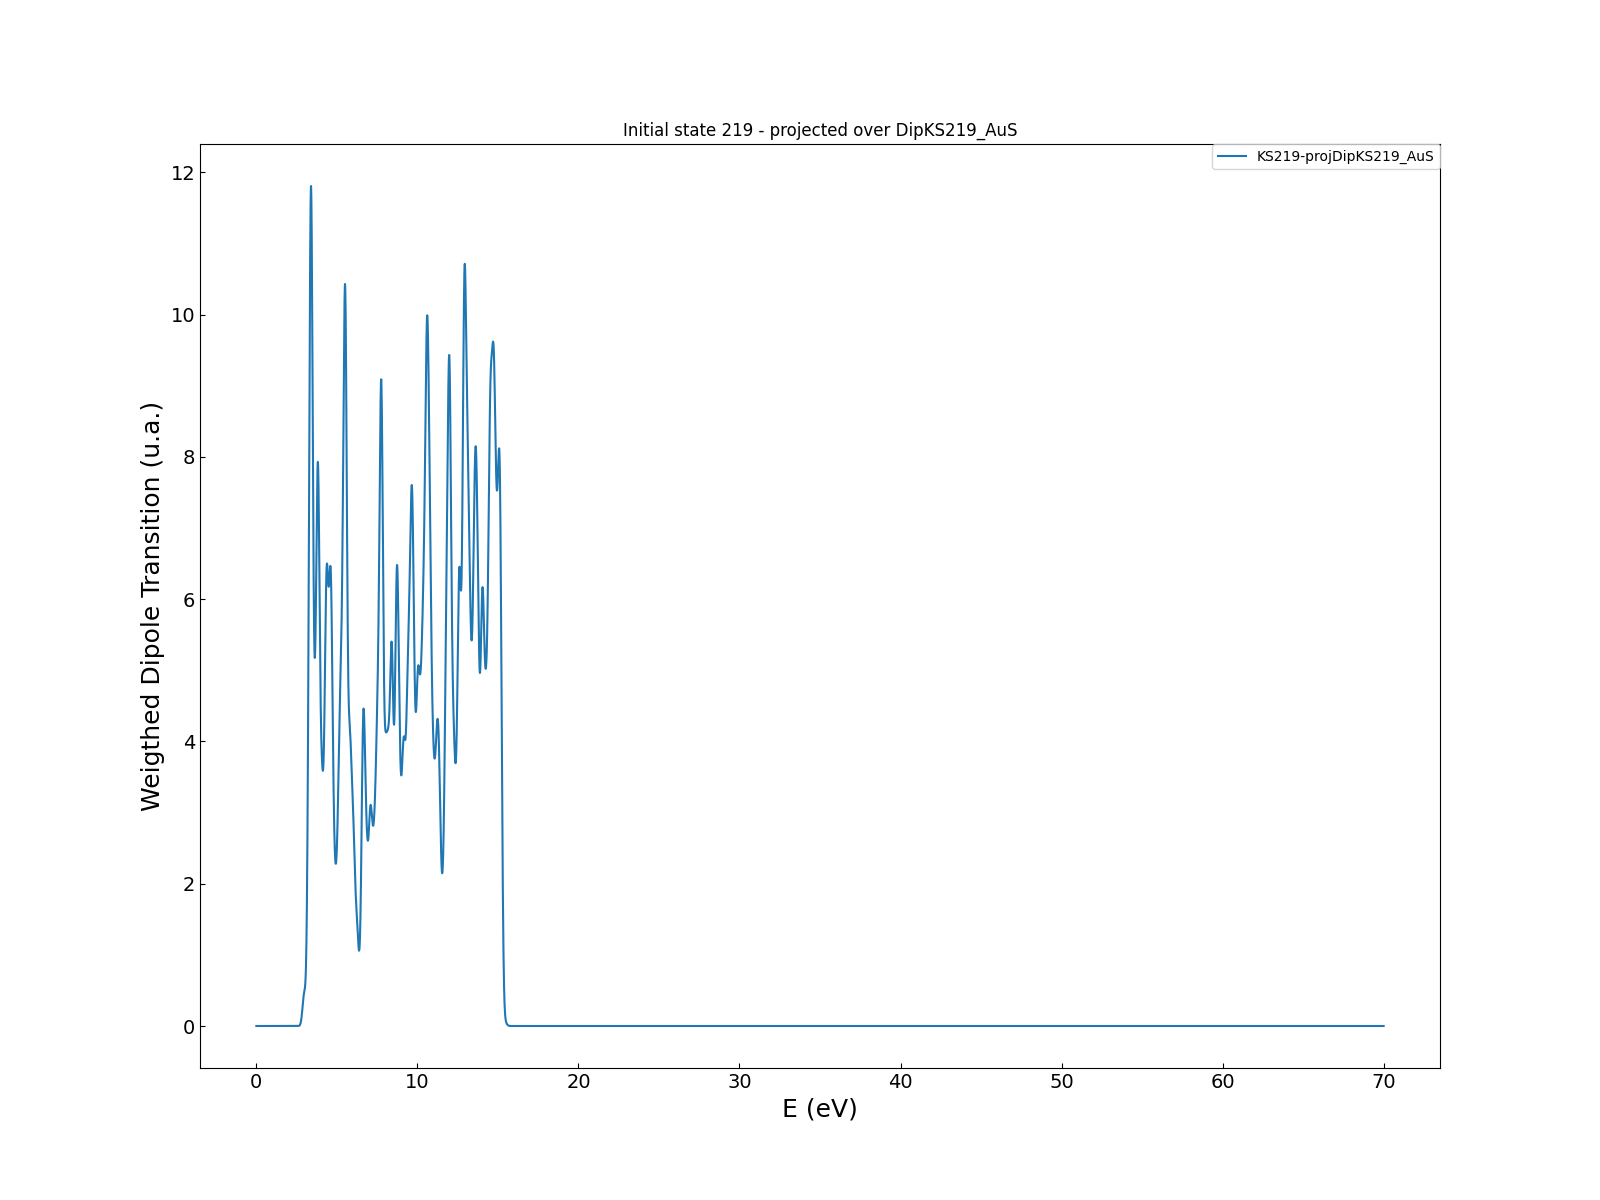 Initial state 219 - projected over DipKS219_AuS
KS219-projDipKS219_AuS
Weigthed Dipole Transition (u.a.)
12
10
8
6
4
2
0
0 10 20 30 40 50 60 70
E (eV)